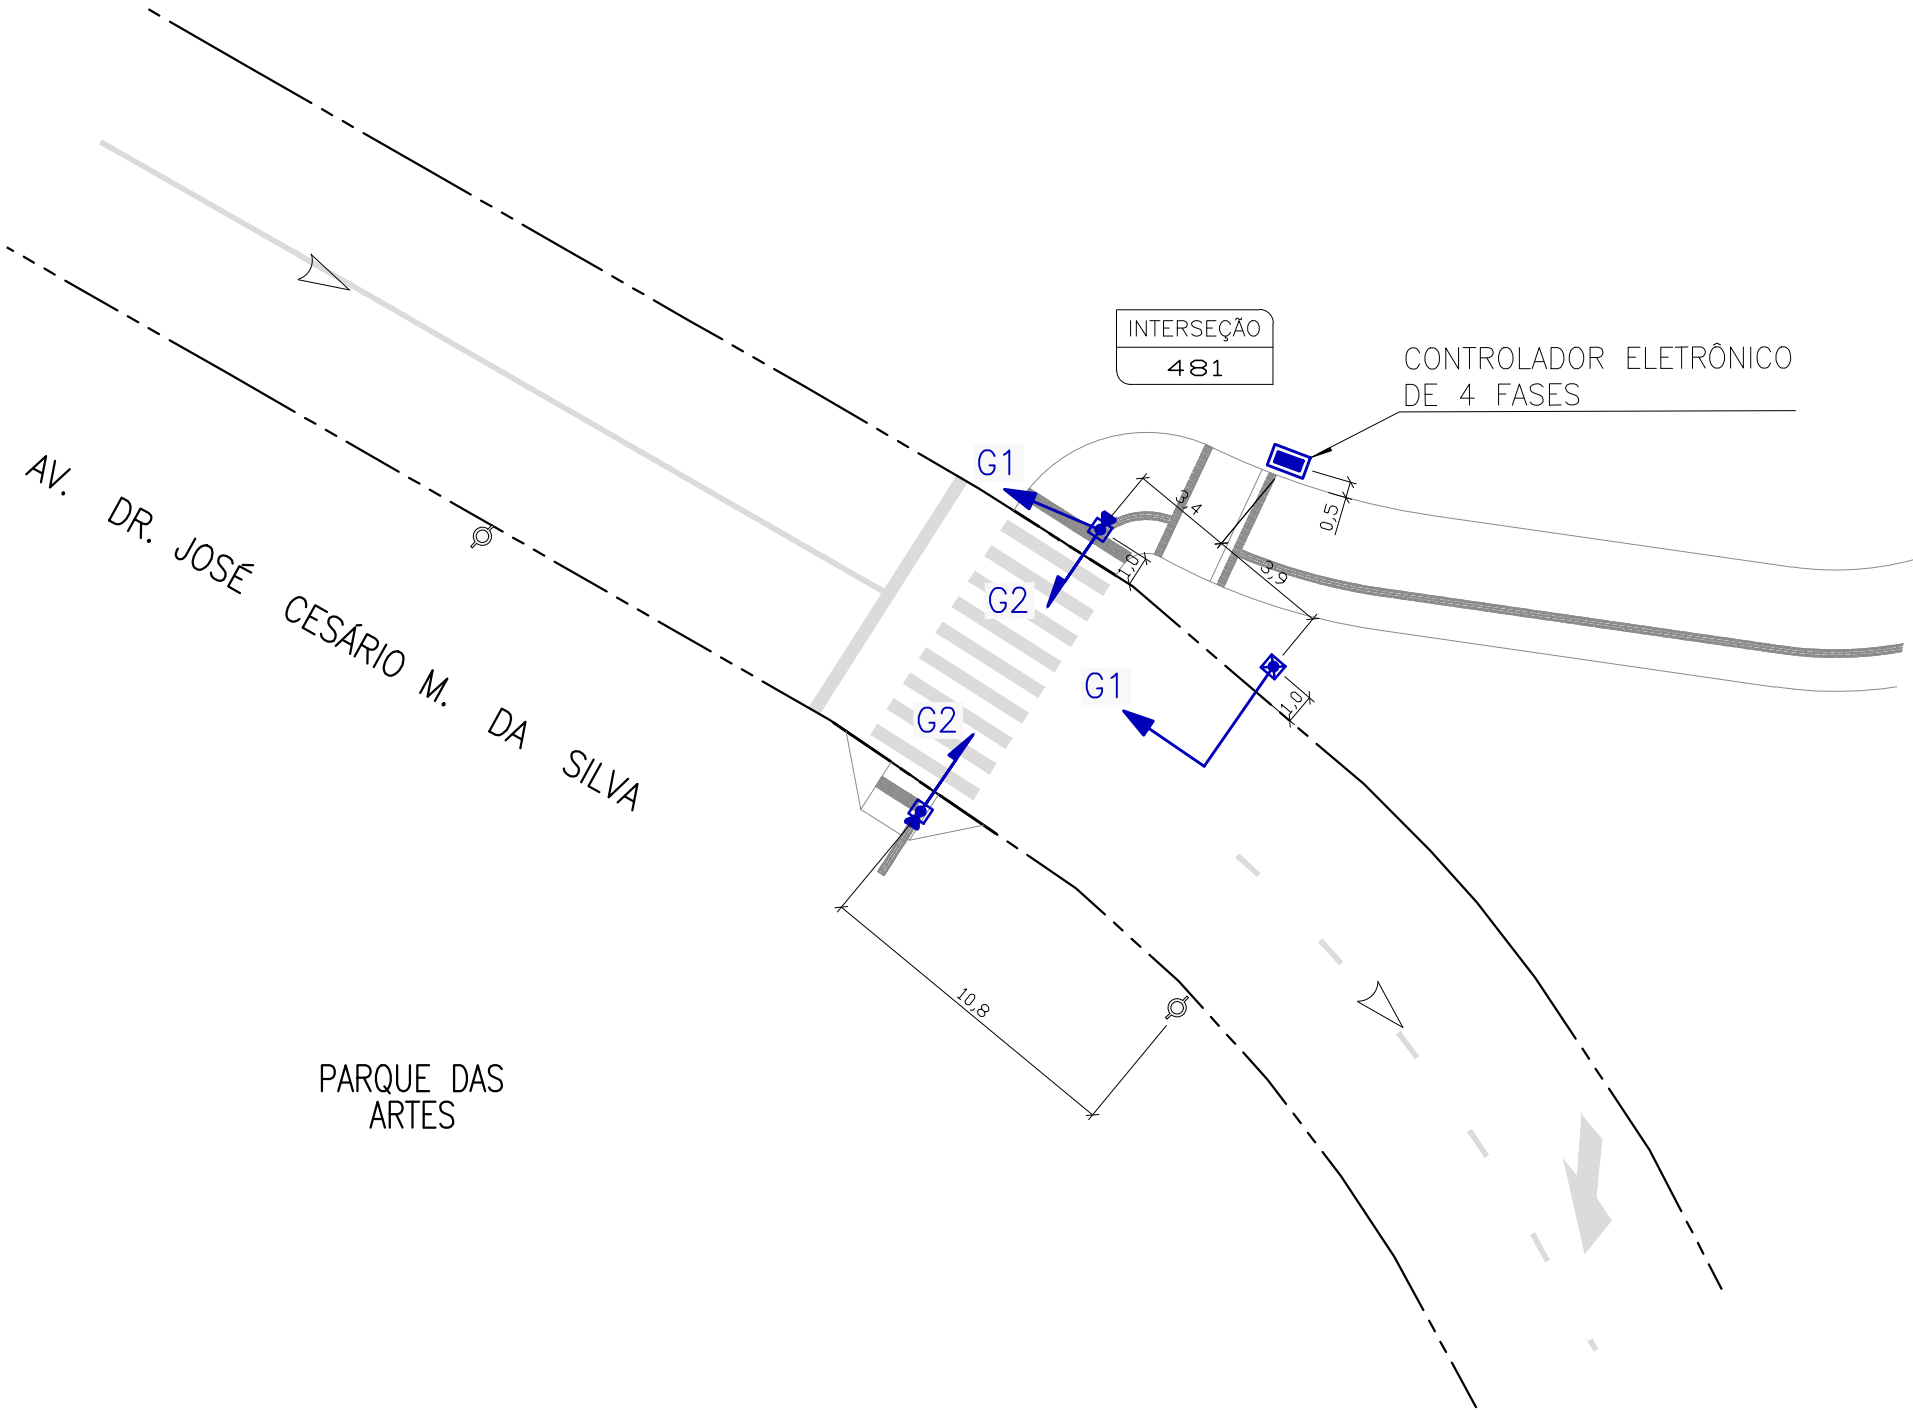 INTERSEÇÃO
481
CONTROLADOR ELETRÔNICO
DE 4 FASES
G1
3,4
0,5
AV. DR. JOSÉ CESÁRIO M. DA SILVA
1,0
3,9
G2
G1
1,0
G2
10,8
PARQUE DAS
ARTES